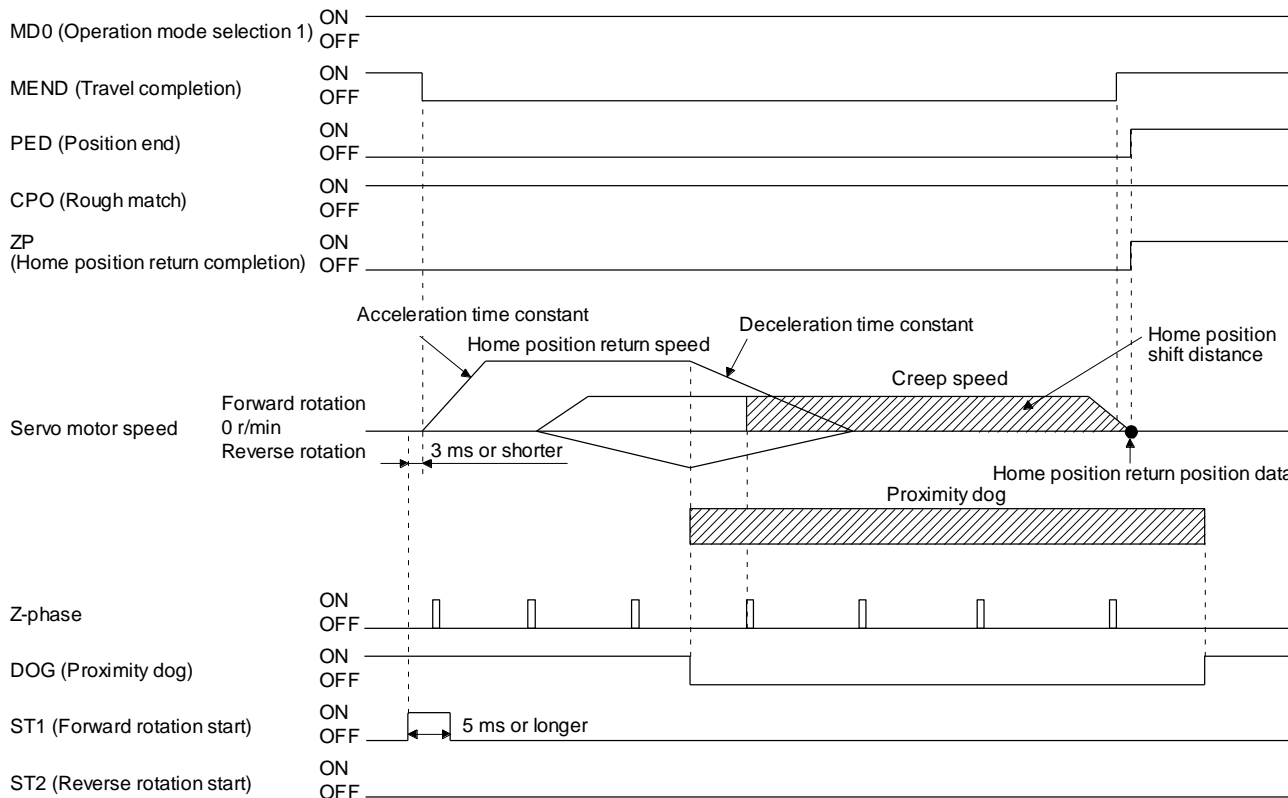 ON
MD0 (Operation mode selection 1)
OFF
ON
MEND (Travel completion)
OFF
ON
PED (Position end)
OFF
ON
CPO (Rough match)
OFF
ZP
(Home position return completion)
ON
OFF
Acceleration time constant
Home position return speed
Deceleration time constant
Home position
shift distance
Creep speed
Servo motor speed
Forward rotation
0 r/min
Reverse rotation
3 ms or shorter
Home position return position data
Proximity dog
ON
Z-phase
OFF
ON
DOG (Proximity dog)
OFF
ON
ST1 (Forward rotation start)
OFF
5 ms or longer
ON
ST2 (Reverse rotation start)
OFF